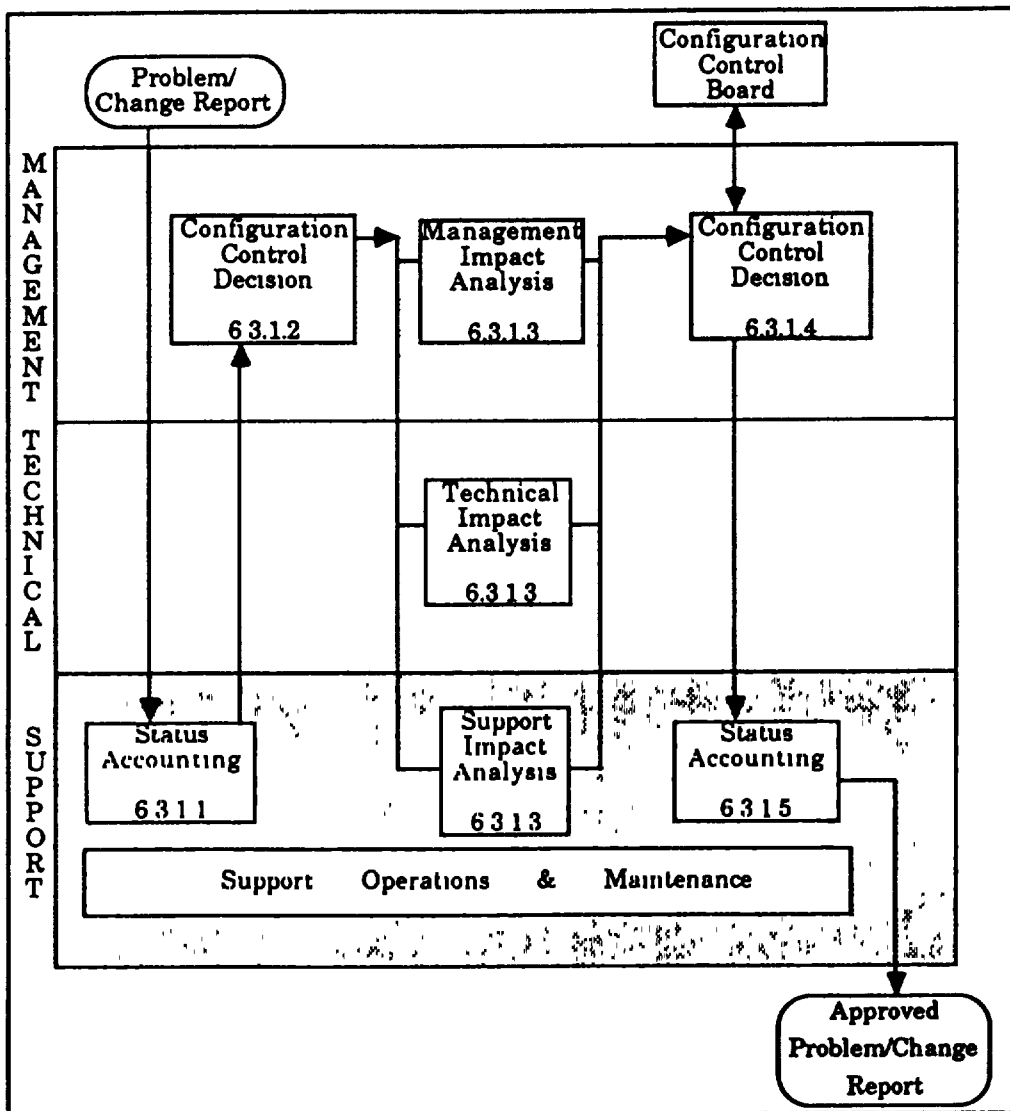 Problem/
Change Report
Configuration
Control
Board
MANAGEMENT
Configuration
Control
Decision
6 3.1.2
Management
Impact
Analysis
6.3.1.3
Configuration
Control
Decision
6.3.1.4
TECHNICAL
Technical
Impact
Analysis
6.3 1 3
SUPPORT
Status
Accounting
6 3 1 1
Support
Impact
Analysis
6 3 1 3
Status
Accounting
6 3 1 5
Support Operations & Maintenance
Approved
Problem/Change
Report